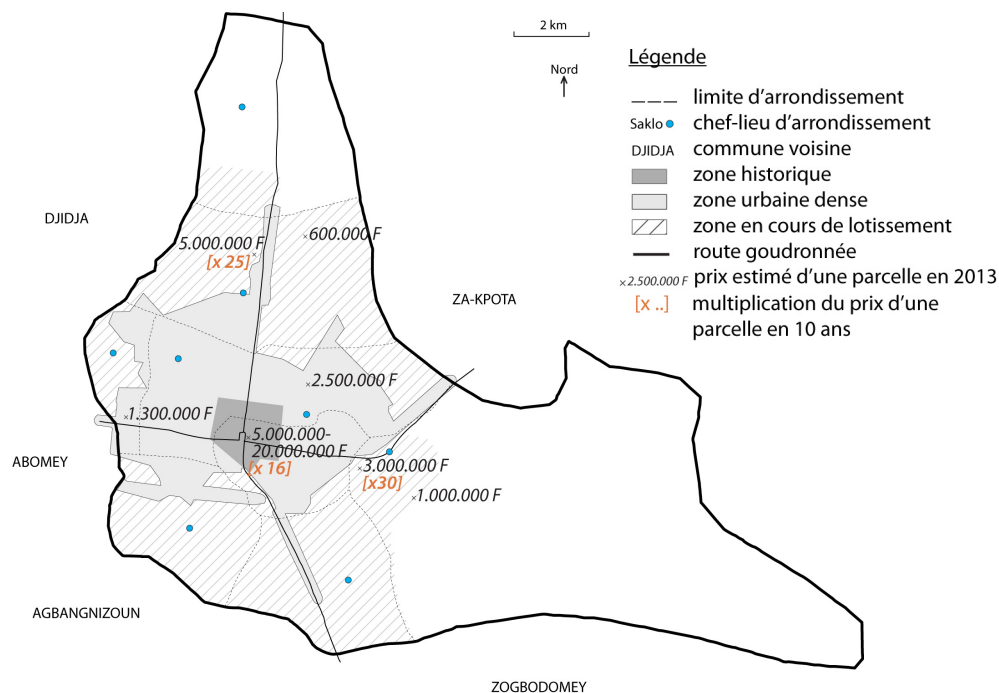 2 km
Nord
Légende
limite d'arrondissement
Saklo chef-lieu d'arrondissement
DJIDJA commune voisine
zone historique
zone urbaine dense
zone en cours de lotissement
route goudronnée
×2.500.000 F prix estimé d'une parcelle en 2013
[x ..] multiplication du prix d'une
parcelle en 10 ans
DJIDJA
5.000.000 F
[x 25]
×600.000 F
ZA-KPOTA
×2.500.000 F
×1.300.000 F
×5.000.000-
20.000.000 F
[x 16]
×3.000.000 F
[x30]
×1.000.000 F
ABOMEY
AGBANGNIZOUN
ZOGBODOMEY